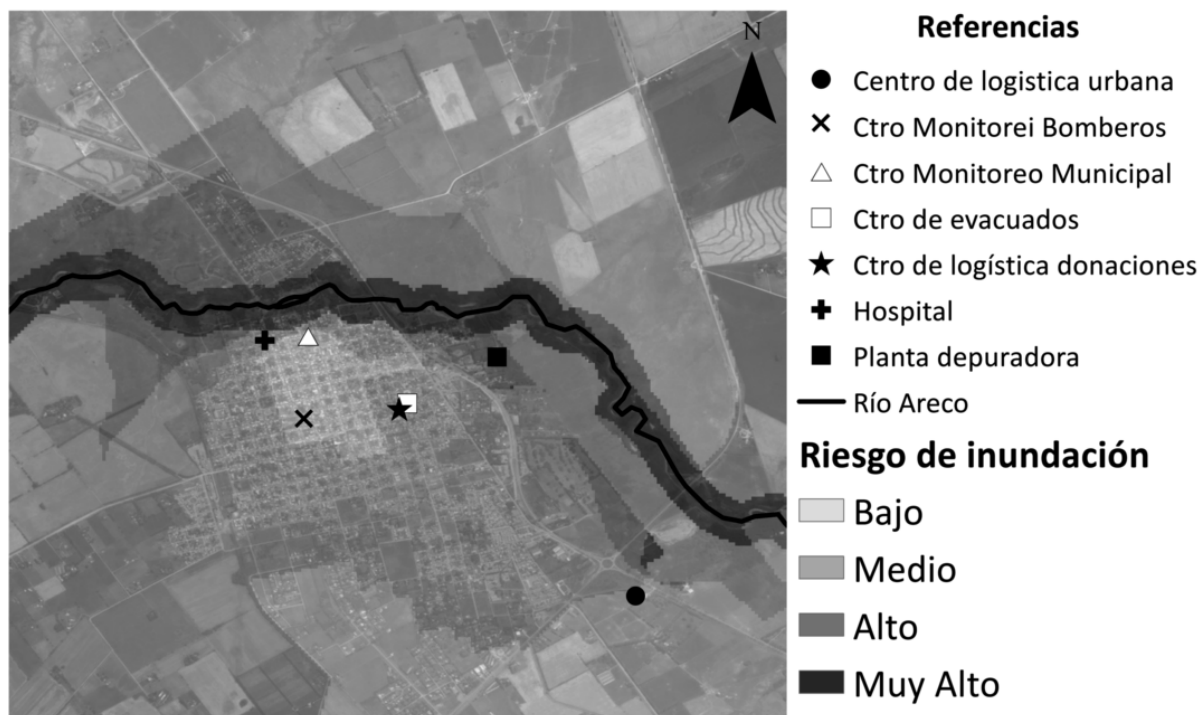 N
Referencias
Centro de logistica urbana
Ctro Monitorei Bomberos
Ctro Monitoreo Municipal
Ctro de evacuados
Ctro de logística donaciones
Hospital
Planta depuradora
Río Areco
Riesgo de inundación
Bajo
Medio
Alto
Muy Alto